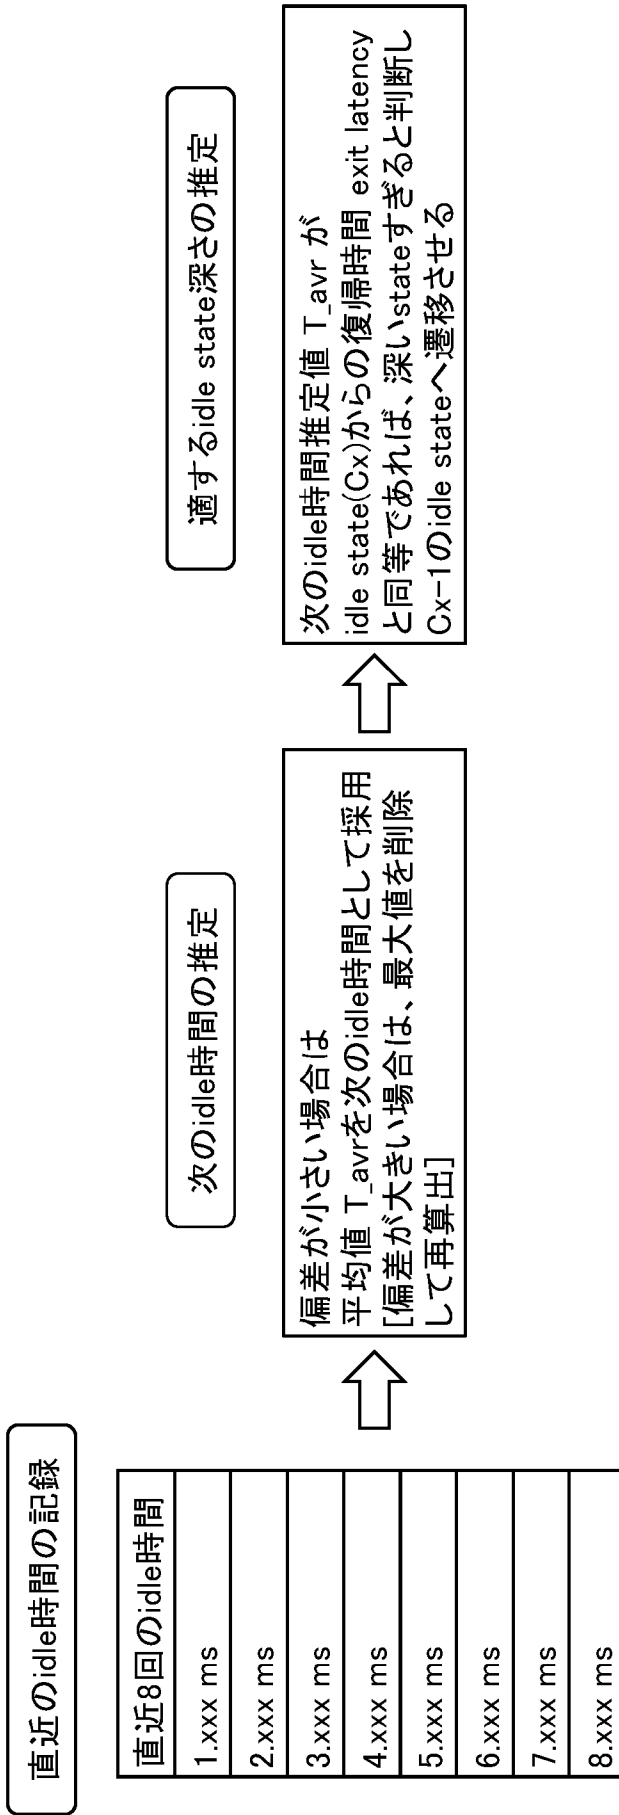 直近のidle時間の記録
直近8回のidle時間
1.xxx ms
2.xxx ms
3.xxx ms
4.xxx ms
5.xxx ms
6.xxx ms
7.xxx ms
8.xxx ms
次のidle時間の推定
偏差が小さい場合は
平均値 T_avrを次のidle時間として採用
[偏差が大きい場合は、最大値を削除
して再算出]
適するidle state深さの推定
次のidle時間推定値 T_avr が
idle state(Cx)からの復帰時間 exit latency
と同等であれば、深いstateすぎると判断し
Cx-1のidle stateへ遷移させる